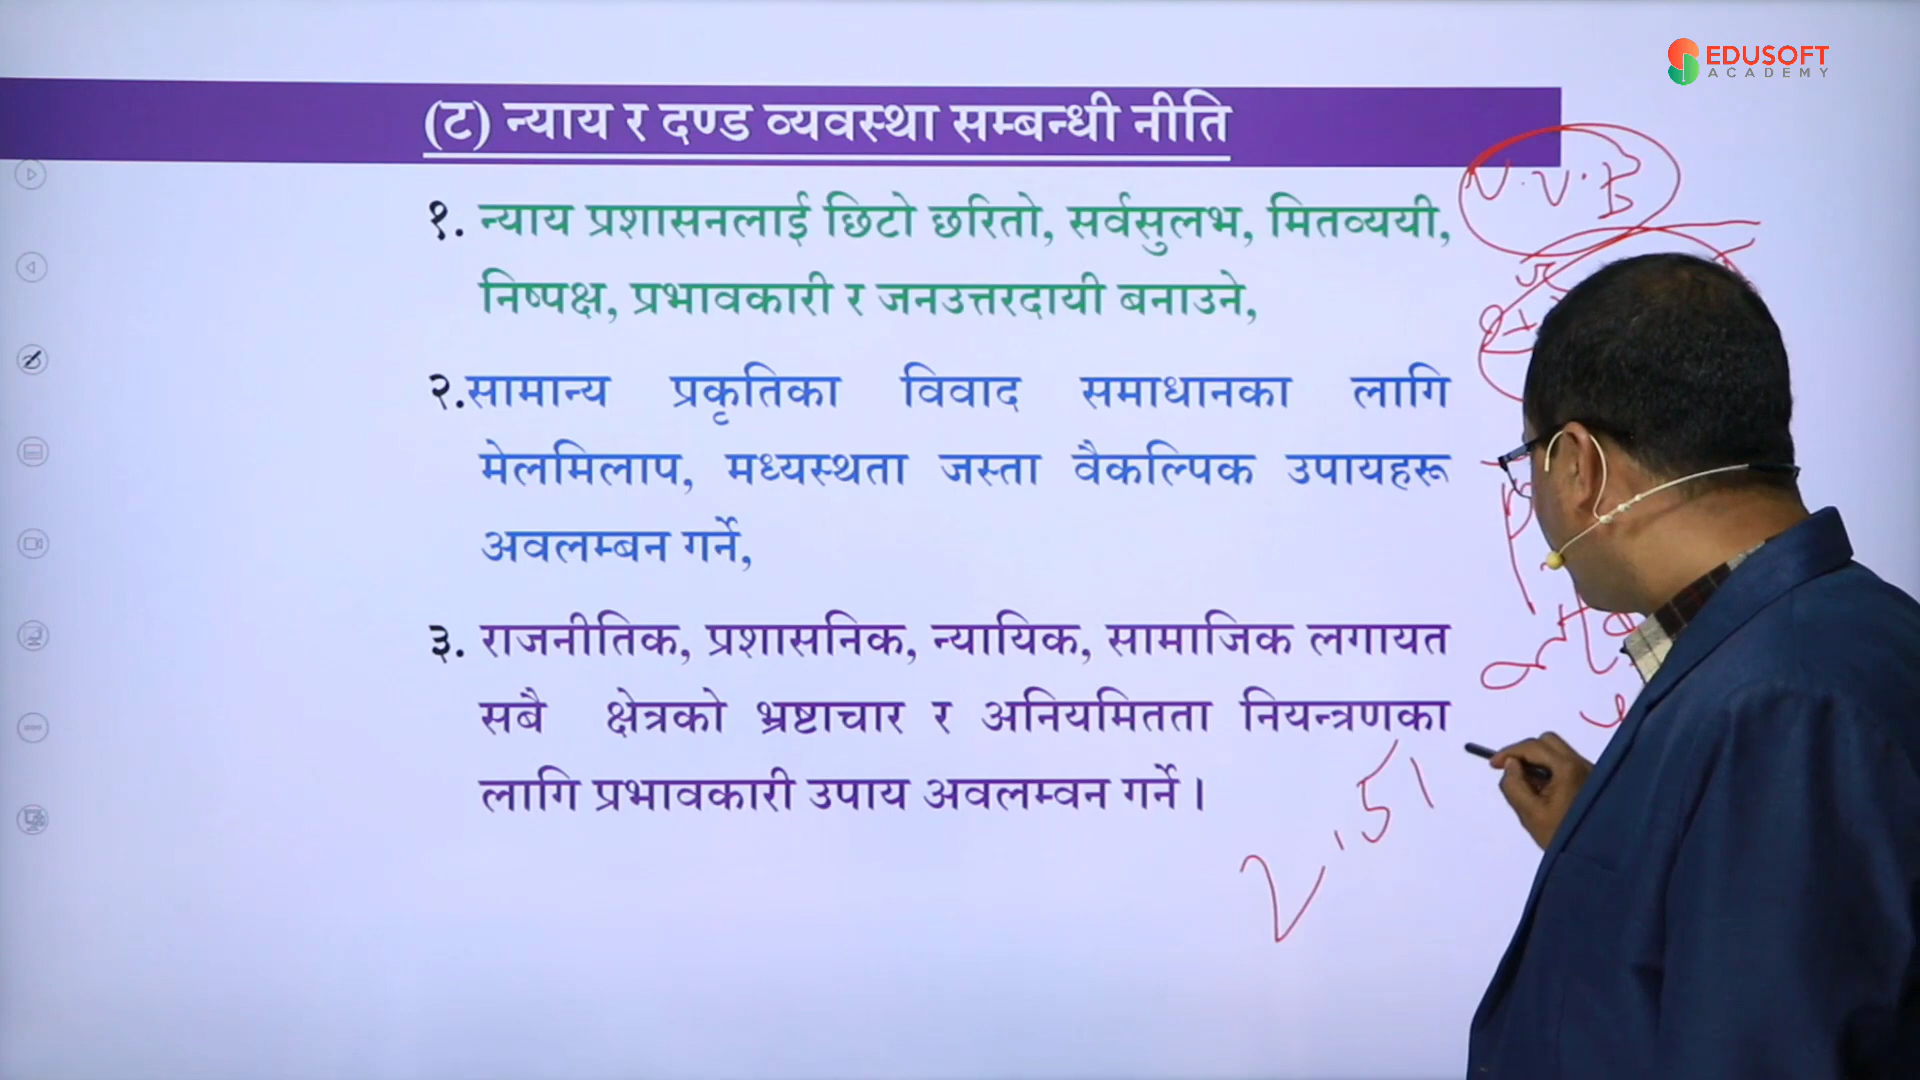 EDUSOFT
ACADEMY
(ट) न्याय र दण्ड व्यवस्था सम्बन्धी नीति
V.V.B
१. न्याय प्रशासनलाई छिटो छरितो, सर्वसुलभ, मितव्ययी,
निष्पक्ष, प्रभावकारी र जनउत्तरदायी बनाउने,
२.सामान्य प्रकृतिका विवाद समाधानका लागि
मेलमिलाप, मध्यस्थता जस्ता वैकल्पिक उपायहरू
अवलम्बन गर्ने,
३. राजनीतिक, प्रशासनिक, न्यायिक, सामाजिक लगायत
सबै क्षेत्रको भ्रष्टाचार र अनियमितता नियन्त्रणका
लागि प्रभावकारी उपाय अवलम्वन गर्ने।